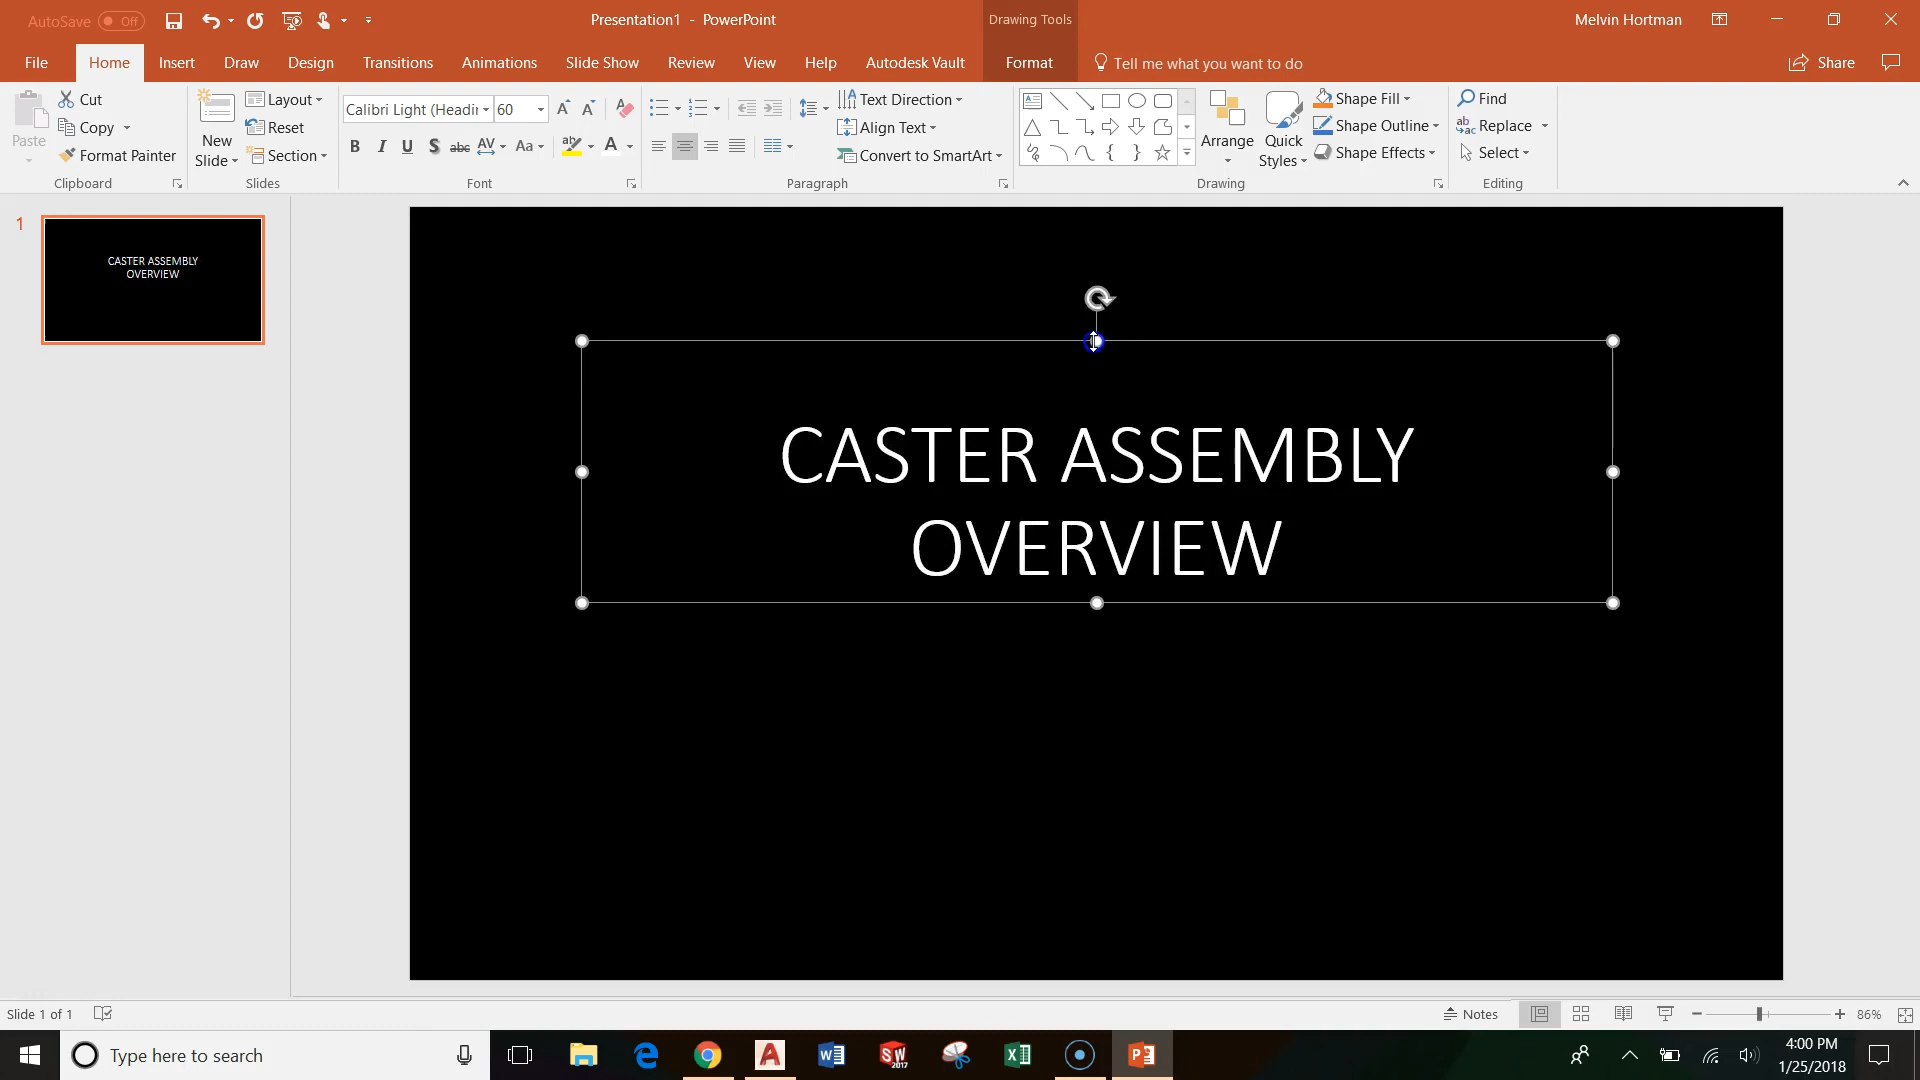 AutoSave Off
Presentation1 - PowerPoint
Drawing Tools
Melvin Hortman
File Home Insert Draw Design Transitions Animations Slide Show Review View Help Autodesk Vault Format Tell me what you want to do Share
Paste
Cut
Copy
Format Painter
Clipboard
New
Slide
Layout
Reset
Section
Slides
Calibri Light (Headi 60
B I U S abc AV Aa A
Font
Text Direction
Align Text
Convert to SmartArt
Paragraph
Arrange
Quick
Styles
Shape Fill
Shape Outline
Shape Effects
Drawing
Find
Replace
Select
Editing
1
CASTER ASSEMBLY
OVERVIEW
CASTER ASSEMBLY
OVERVIEW
Slide 1 of 1
Notes
86%
Type here to search
4:00 PM
1/25/2018